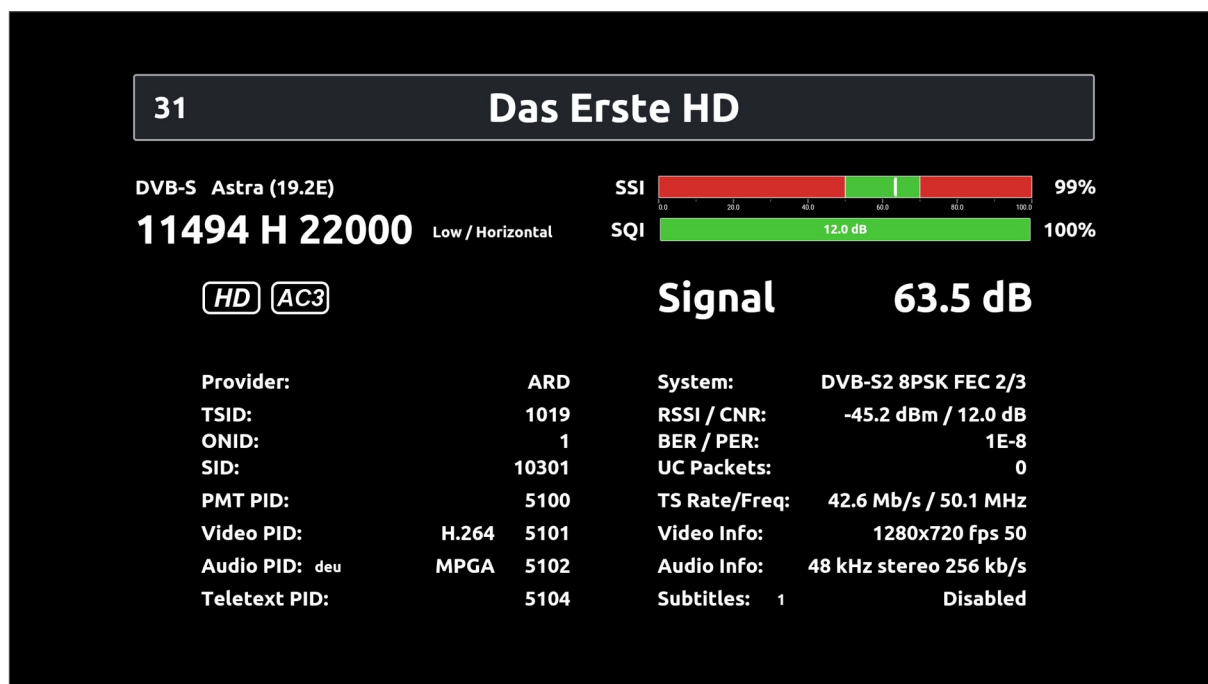 31 Das Erste HD
DVB-S Astra (19.2E)
11494 H 22000 Low / Horizontal
SSI 99%
0.0 20.0 40.0 60.0 80.0 100.0
SQI 12.0 dB 100%
HD AC3
Signal 63.5 dB
Provider: ARD
TSID: 1019
ONID: 1
SID: 10301
PMT PID: 5100
Video PID: H.264 5101
Audio PID: deu MPGA 5102
Teletext PID: 5104
System: DVB-S2 8PSK FEC 2/3
RSSI / CNR: -45.2 dBm / 12.0 dB
BER / PER: 1E-8
UC Packets: 0
TS Rate/Freq: 42.6 Mb/s / 50.1 MHz
Video Info: 1280x720 fps 50
Audio Info: 48 kHz stereo 256 kb/s
Subtitles: 1 Disabled